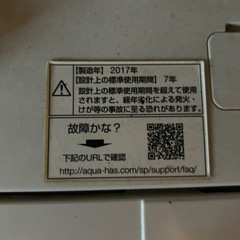 【製造年】2017年
【設計上の標準使用期間】7年
設計上の標準使用期間を超えて使用
されますと、経年劣化による発火・
けが等の事故に至る恐れがあります。
故障かな?
下記のURLで確認
http://aqua-has.com/sp/support/faq/